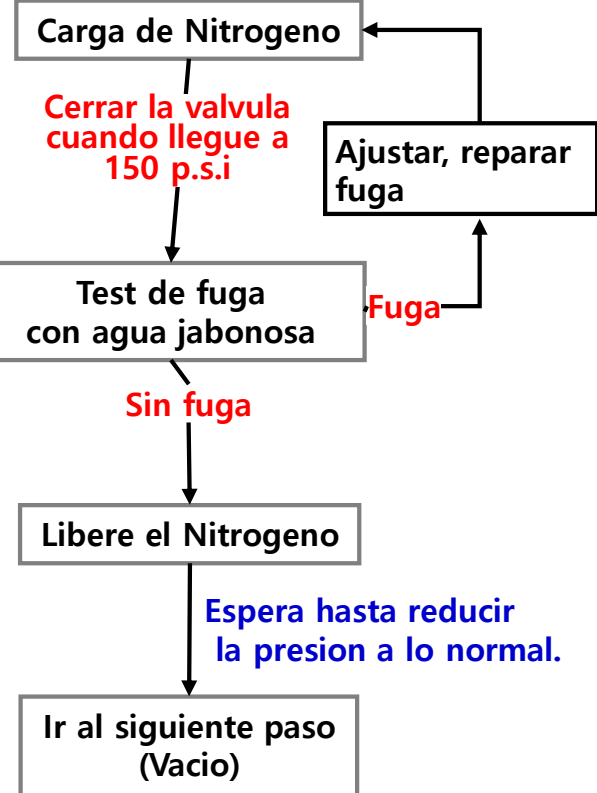 Carga de Nitrogeno
Cerrar la valvula
cuando llegue a
150 p.s.i
Ajustar, reparar
fuga
Test de fuga
con agua jabonosa
Fuga
Sin fuga
Libere el Nitrogeno
Espera hasta reducir
la presion a lo normal.
Ir al siguiente paso
(Vacio)